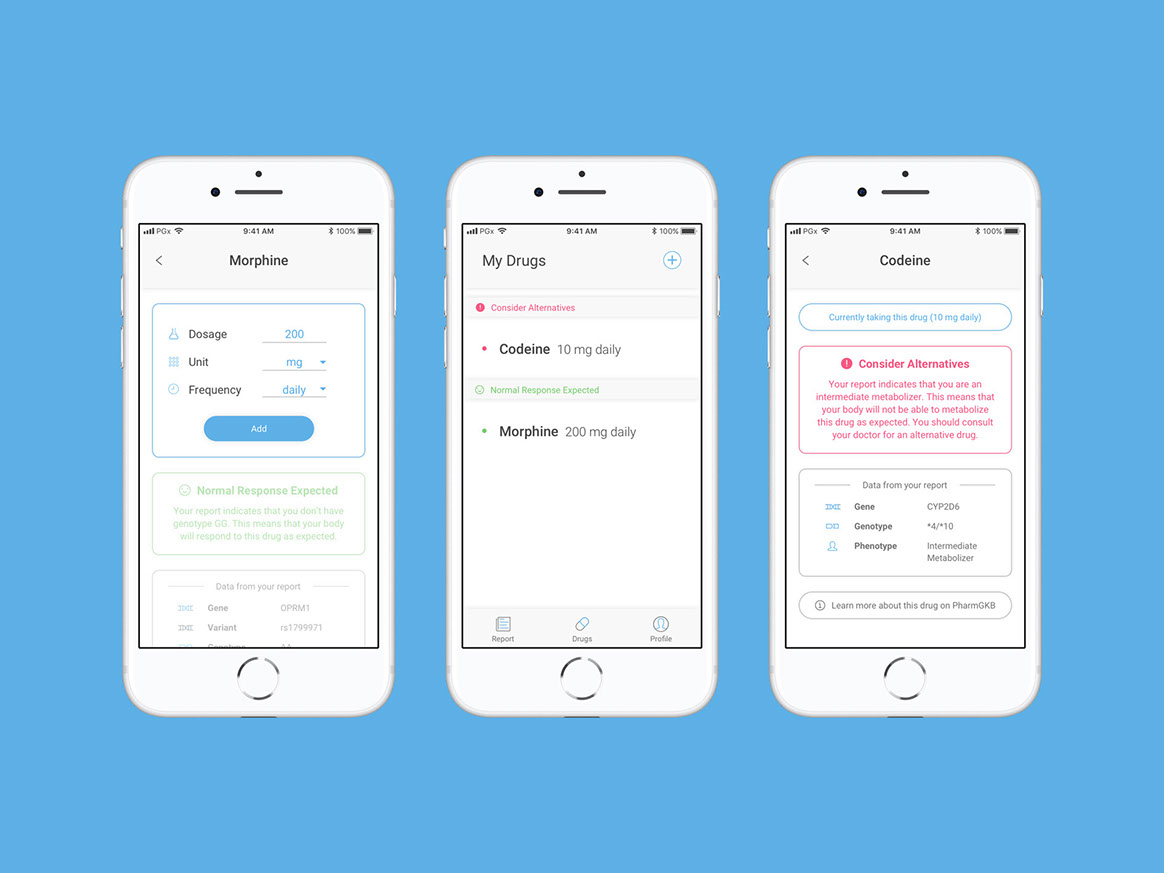 PGx 9:41 AM 100%
Morphine
Dosage 200
Unit mg
Frequency daily
Add
Normal Response Expected
Your report indicates that you don't have
genotype GG. This means that your body
will respond to this drug as expected.
Data from your report
Gene OPRM1
Variant rs1799971
Genotype AA
PGx 9:41 AM 100%
My Drugs
Consider Alternatives
Codeine 10 mg daily
Normal Response Expected
Morphine 200 mg daily
Report Drugs Profile
PGx 9:41 AM 100%
Codeine
Currently taking this drug (10 mg daily)
Consider Alternatives
Your report indicates that you are an
intermediate metabolizer. This means that
your body will not be able to metabolize
this drug as expected. You should consult
your doctor for an alternative drug.
Data from your report
Gene CYP2D6
Genotype *4/*10
Phenotype Intermediate
Metabolizer
Learn more about this drug on PharmGKB